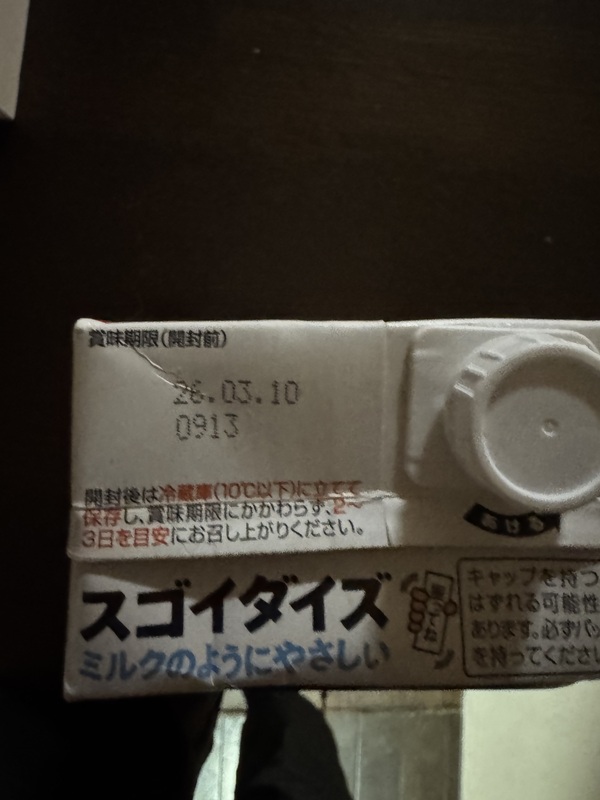 賞味期限(開封前)
26.03.10
0913
開封後は冷蔵庫(10℃以下)に立てて
保存し、賞味期限にかかわらず、2〜
3日を目安にお召し上がりください。
あける
スゴイダイズ
ミルクのようにやさしい
振ってね
キャップを持つ
はずれる可能性
あります。必ずパッ
を持ってください